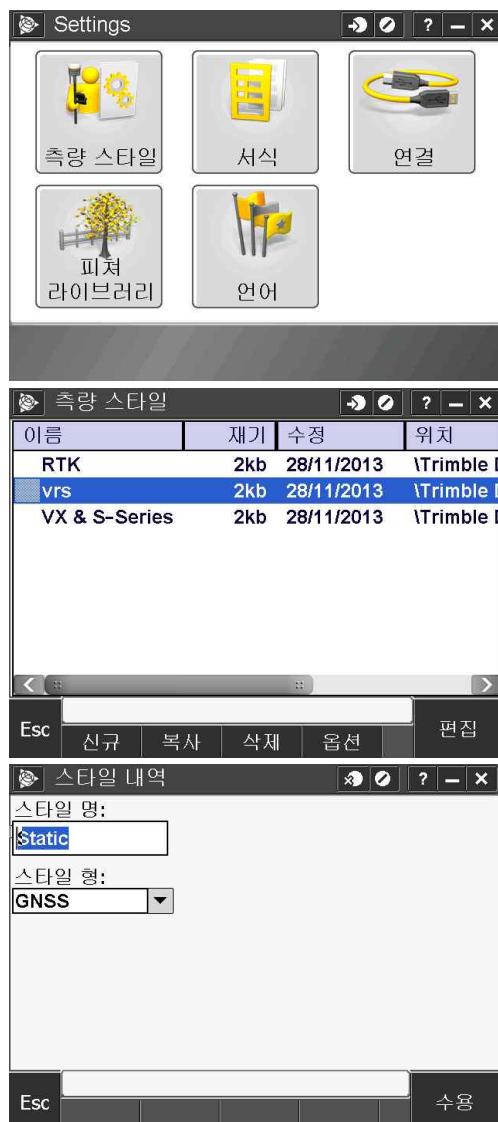 Settings
? – ×
측량 스타일
서식
연결
피쳐
라이브러리
언어
측량 스타일
? – ×
이름 재기 수정 위치
RTK 2kb 28/11/2013 \Trimble D
vrs 2kb 28/11/2013 \Trimble D
VX & S-Series 2kb 28/11/2013 \Trimble D
Esc 신규 복사 삭제 옵션 편집
스타일 내역
? – ×
스타일 명:
Static
스타일 형:
GNSS
Esc 수용